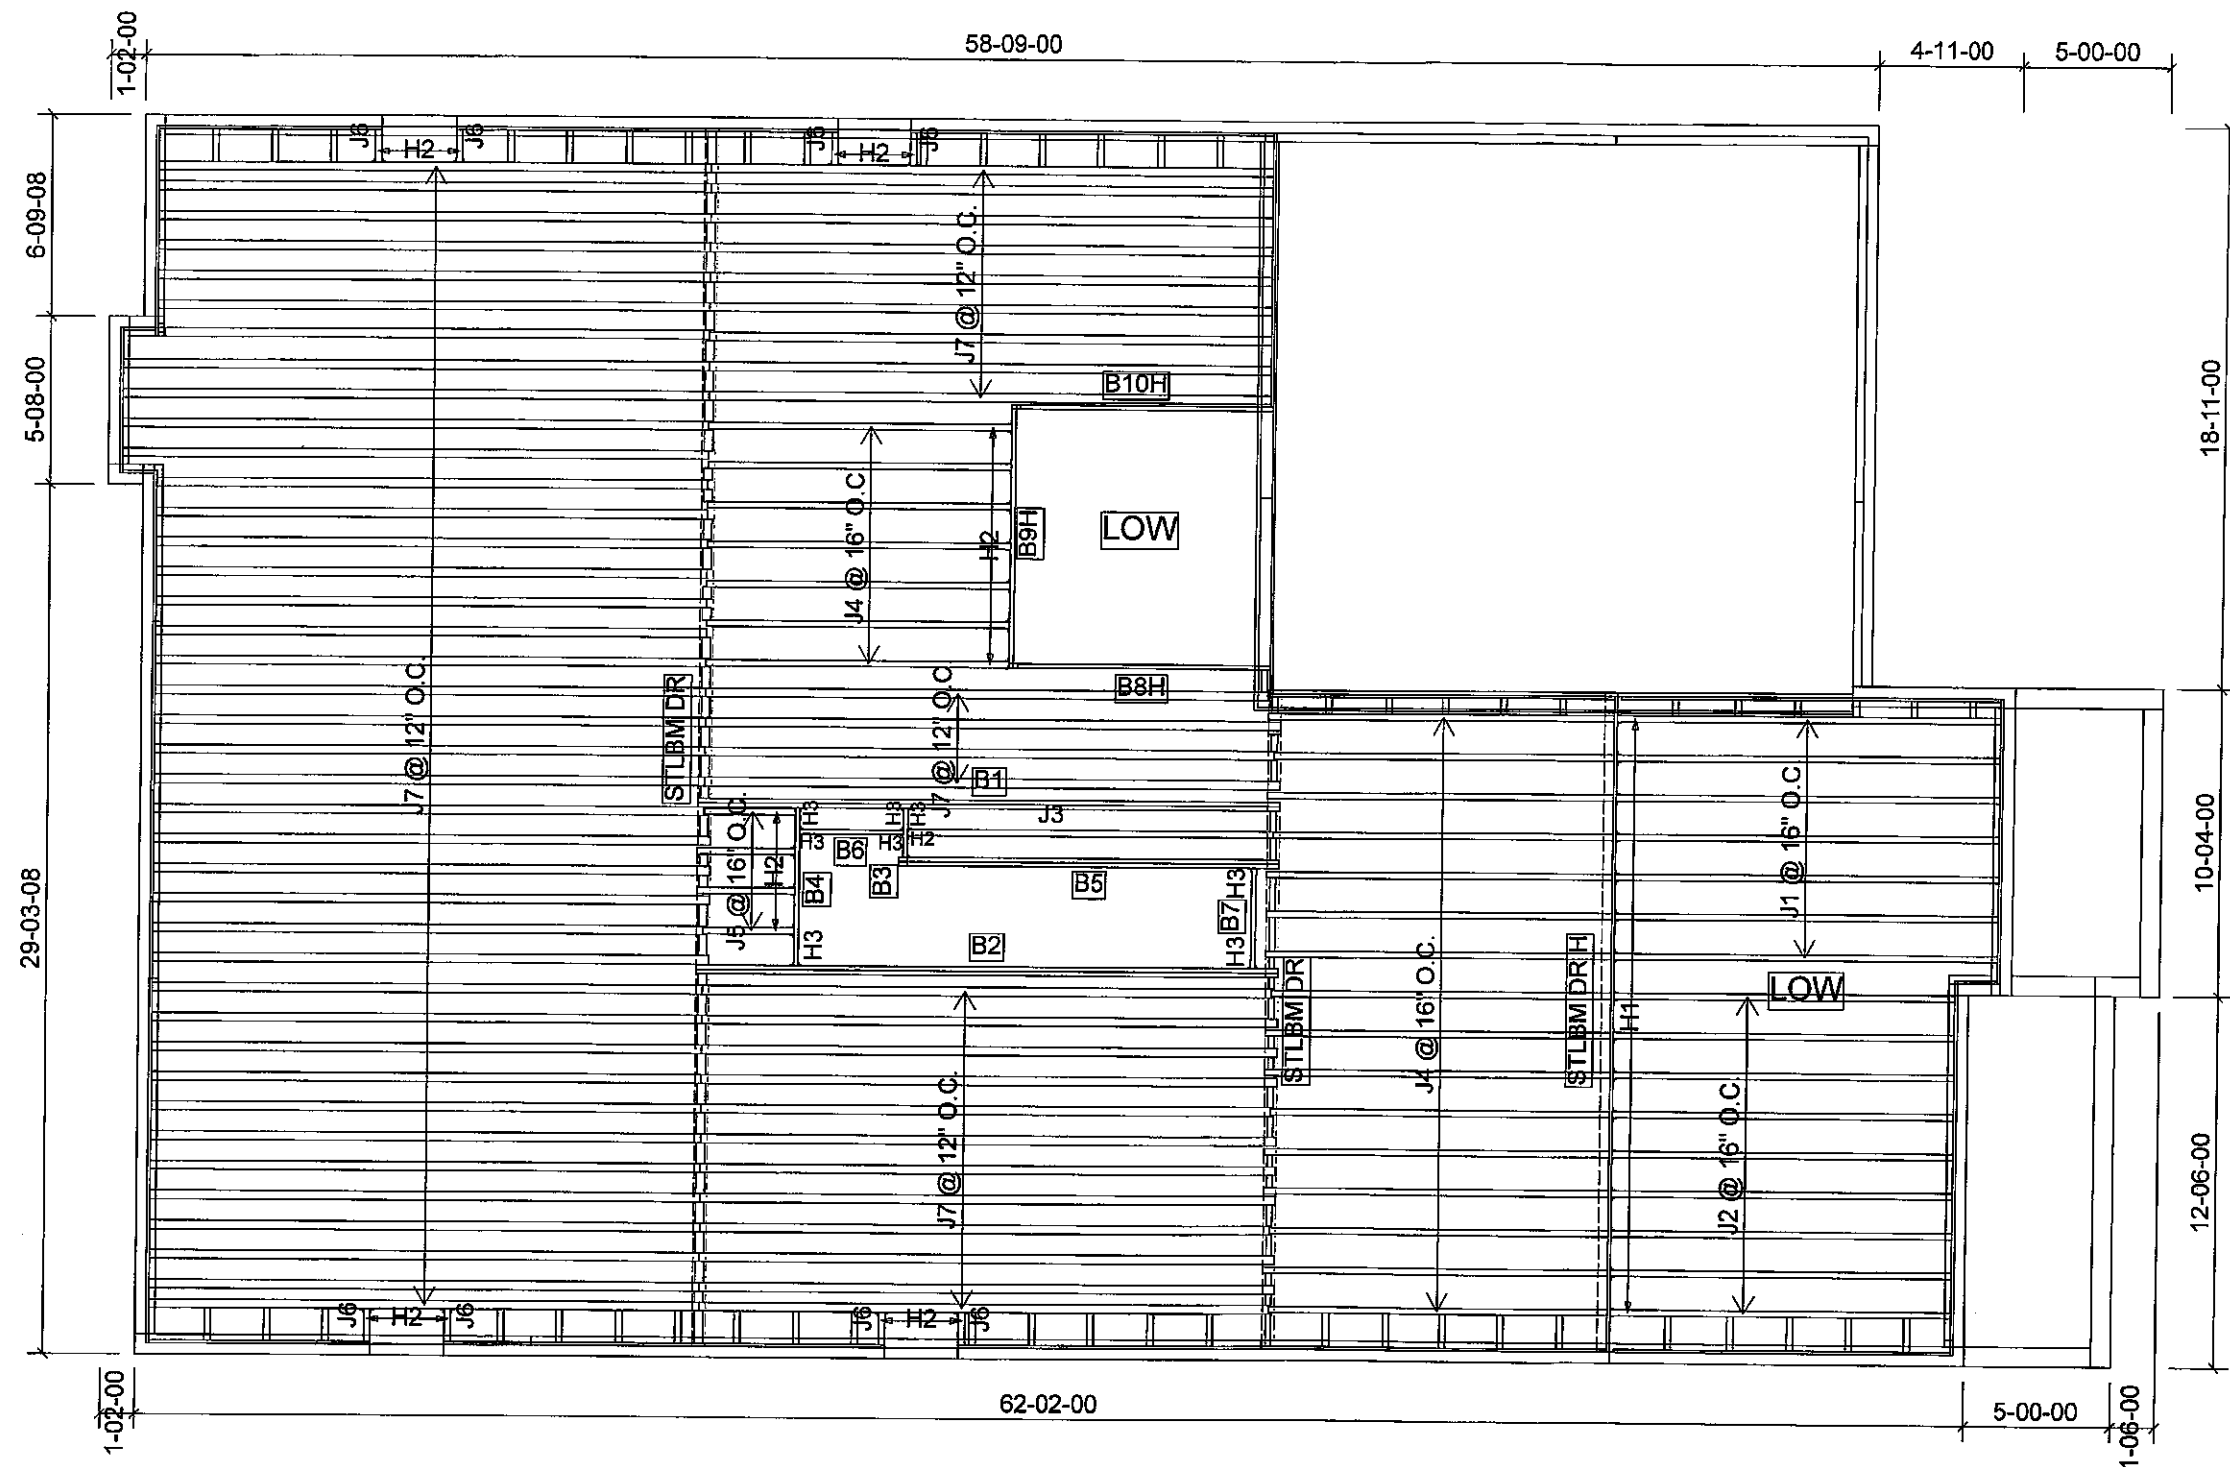 1-02-00
58-09-00
4-11-00
5-00-00
6-09-08
5-08-00
29-03-08
18-11-00
10-04-00
12-06-00
J6
H2
J6
J6
H2
J6
J7 @ 12" O.C.
J7 @ 12" O.C.
B10H
J4 @ 16" O.C
H2
B9H
LOW
STLBM DR
B8H
J7 @ 12" O.C
B1
J3
J5 @ 16" O.C.
H2
H3
H3
H3
H3
H3
H2
B6
B3
B4
B5
H3
B7
H3
H3
B2
STLBM DR
J4 @ 16" O.C.
STLBM DR H
H1
J1 @ 16" O.C
LOW
J2 @ 16" O.C
J7 @ 12" O.C.
J6
H2
J6
J6
H2
J6
1-02-00
62-02-00
5-00-00
1-06-00